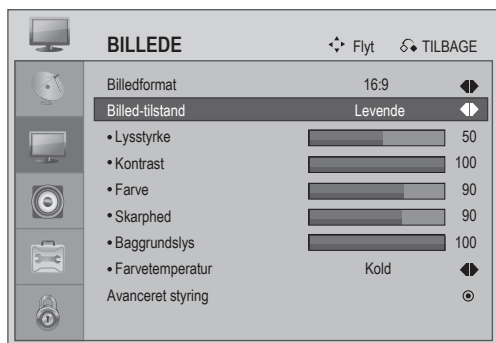 BILLEDE Flyt TILBAGE
Billedformat 16:9
Billed-tilstand Levende
• Lysstyrke 50
• Kontrast 100
• Farve 90
• Skarphed 90
• Baggrundslys 100
• Farvetemperatur Kold
Avanceret styring